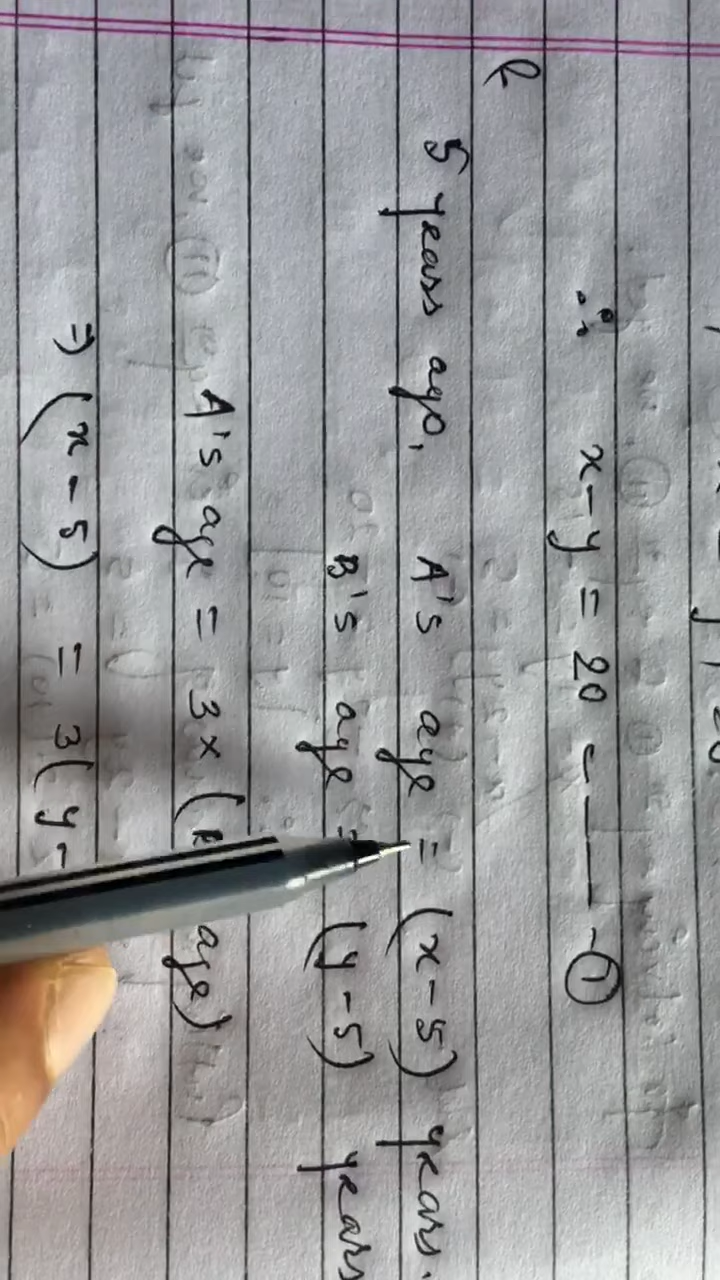 ∴ x - y = 20 - ①
&
5 years ago, A's age = (x - 5) years.
B's age = (y - 5) years
A's age = 3 × ( age)
⇒ (x - 5) = 3(y -